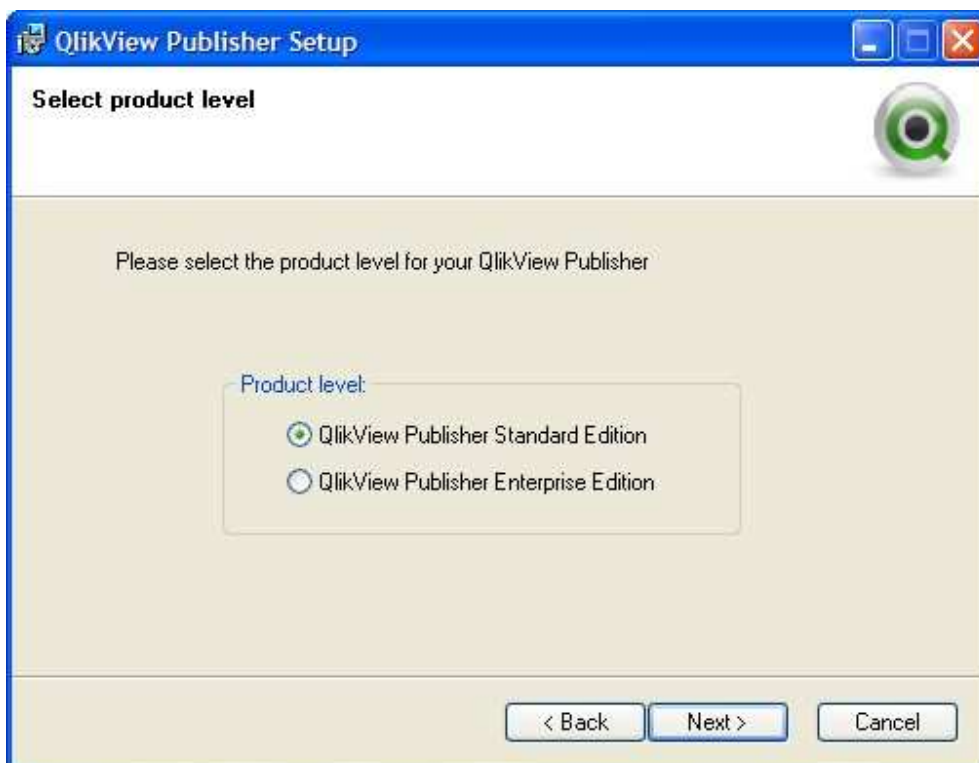 QlikView Publisher Setup
Select product level
Please select the product level for your QlikView Publisher
Product level:
QlikView Publisher Standard Edition
QlikView Publisher Enterprise Edition
< Back
Next >
Cancel